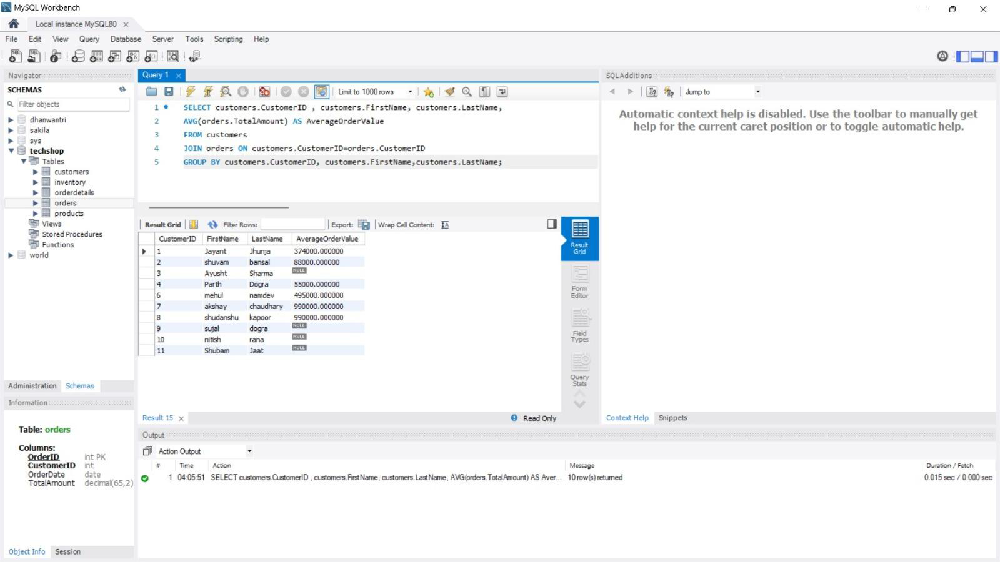 MySQL Workbench
Local instance MySQL80
File Edit View Query Database Server Tools Scripting Help
Navigator
SCHEMAS
Filter objects
dhanwantri
sakila
sys
techshop
Tables
customers
inventory
orderdetails
orders
products
Views
Stored Procedures
Functions
world
Administration Schemas
Information
Table: orders
Columns:
OrderID int PK
CustomerID int
OrderDate date
TotalAmount decimal(65,2)
Object Info Session
Query 1
Limit to 1000 rows
1 SELECT customers.CustomerID , customers.FirstName, customers.LastName,
2 AVG(orders.TotalAmount) AS AverageOrderValue
3 FROM customers
4 JOIN orders ON customers.CustomerID=orders.CustomerID
5 GROUP BY customers.CustomerID, customers.FirstName,customers.LastName;
Result Grid Filter Rows: Export: Wrap Cell Content:
CustomerID FirstName LastName AverageOrderValue
1 Jayant Jhunja 374000.000000
2 shuvam bansal 88000.000000
3 Ayusht Sharma NULL
4 Parth Dogra 55000.000000
6 mehul namdev 495000.000000
7 akshay chaudhary 990000.000000
8 shudanshu kapoor 990000.000000
9 sujal dogra NULL
10 nitish rana NULL
11 Shubam Jaat NULL
Result
Grid
Form
Editor
Field
Types
Query
Stats
Result 15 Read Only
SQLAdditions
Jump to
Automatic context help is disabled. Use the toolbar to manually get
help for the current caret position or to toggle automatic help.
Context Help Snippets
Output
Action Output
# Time Action Message Duration / Fetch
1 04:05:51 SELECT customers.CustomerID , customers.FirstName, customers.LastName, AVG(orders.TotalAmount) AS Aver... 10 row(s) returned 0.015 sec / 0.000 sec